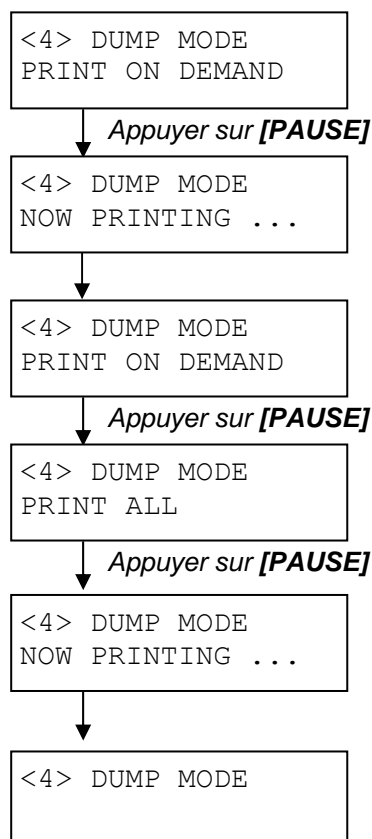 <4> DUMP MODE
PRINT ON DEMAND
Appuyer sur [PAUSE]
<4> DUMP MODE
NOW PRINTING ...
<4> DUMP MODE
PRINT ON DEMAND
Appuyer sur [PAUSE]
<4> DUMP MODE
PRINT ALL
Appuyer sur [PAUSE]
<4> DUMP MODE
NOW PRINTING ...
<4> DUMP MODE